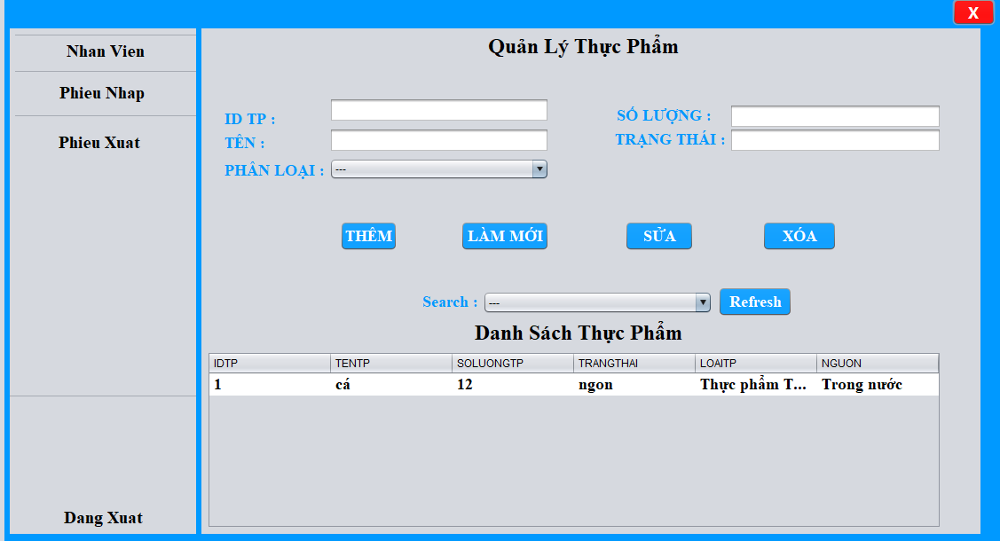 X
Nhan Vien
Phieu Nhap
Phieu Xuat
Dang Xuat
Quản Lý Thực Phẩm
ID TP :
TÊN :
PHÂN LOẠI : ---
SỐ LƯỢNG :
TRẠNG THÁI :
THÊM LÀM MỚI SỬA XÓA
Search : --- Refresh
Danh Sách Thực Phẩm
IDTP TENTP SOLUONGTP TRANGTHAI LOAITP NGUON
1 cá 12 ngon Thực phẩm T... Trong nước